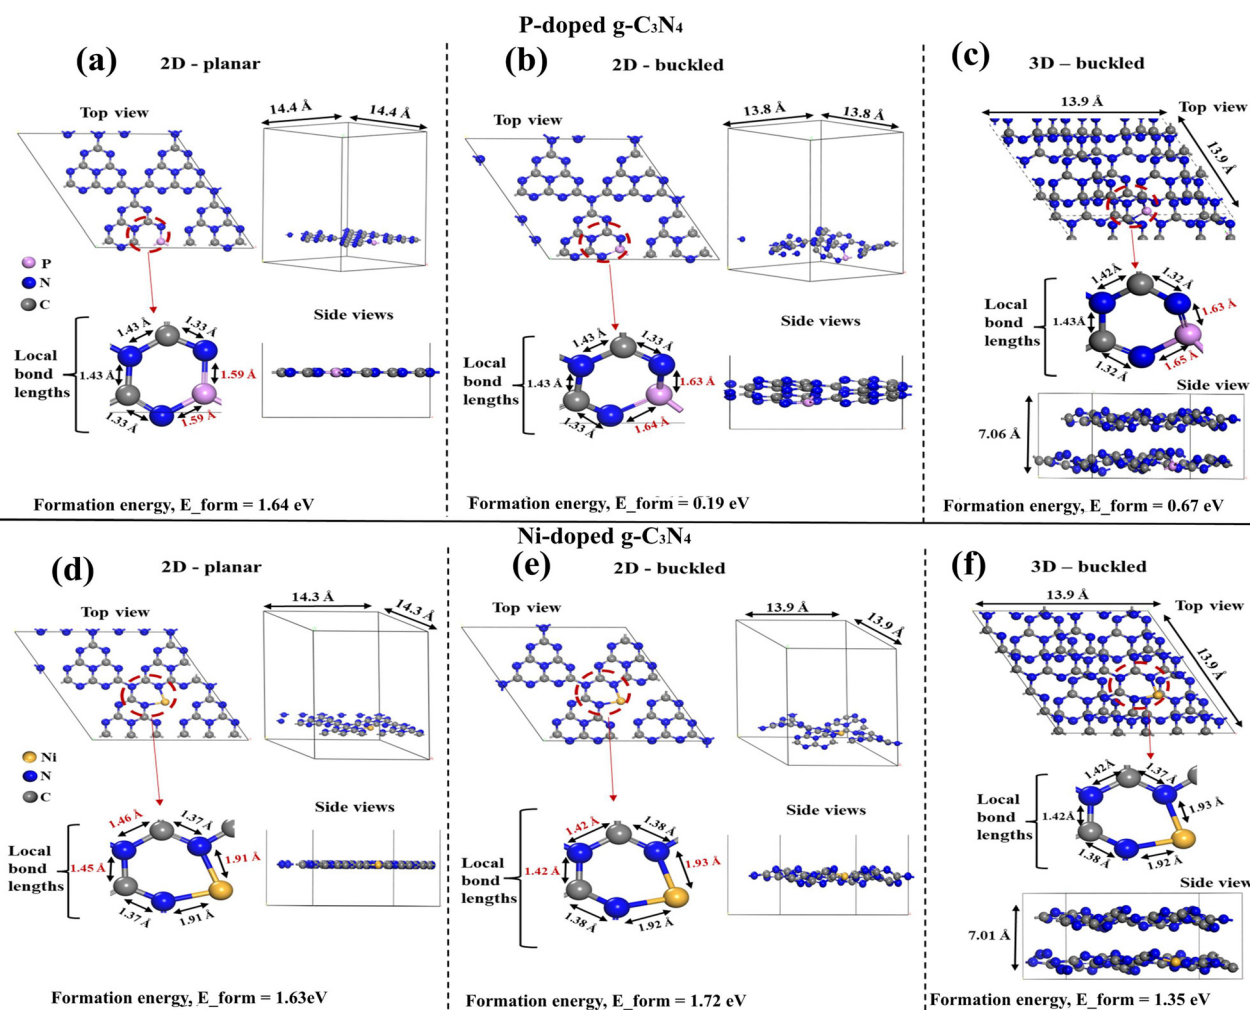 P-doped g-C₃N₄
(a)
2D - planar
Top view
14.4 Å
14.4 Å
P
N
C
Local
bond
lengths
1.43 Å
1.33 Å
1.43 Å
1.59 Å
1.33 Å
1.59 Å
Side views
Formation energy, E_form = 1.64 eV
(b)
2D - buckled
Top view
13.8 Å
13.8 Å
Local
bond
lengths
1.43 Å
1.33 Å
1.43 Å
1.63 Å
1.33 Å
1.64 Å
Side views
Formation energy, E_form = 0.19 eV
(c)
3D – buckled
13.9 Å
Top view
13.9 Å
Local
bond
lengths
1.42Å
1.32 Å
1.43Å
1.63 Å
1.32 Å
1.65 Å
Side view
7.06 Å
Formation energy, E_form = 0.67 eV
Ni-doped g-C₃N₄
(d)
2D - planar
Top view
14.3 Å
14.3 Å
Ni
N
C
Local
bond
lengths
1.46 Å
1.37 Å
1.45 Å
1.91 Å
1.37 Å
1.91 Å
Side views
Formation energy, E_form = 1.63eV
(e)
2D - buckled
Top view
13.9 Å
13.9 Å
Local
bond
lengths
1.42 Å
1.38 Å
1.42 Å
1.93 Å
1.38 Å
1.92 Å
Side views
Formation energy, E_form = 1.72 eV
(f)
3D – buckled
13.9 Å
Top view
13.9 Å
Local
bond
lengths
1.42Å
1.37Å
1.42Å
1.93 Å
1.38 Å
1.92 Å
Side view
7.01 Å
Formation energy, E_form = 1.35 eV